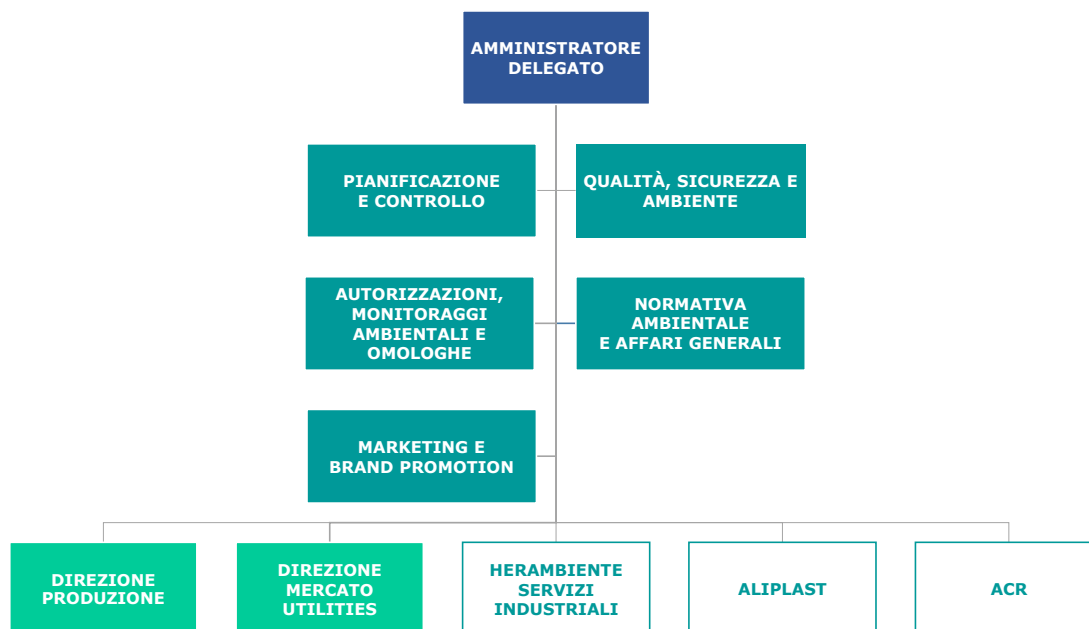 AMMINISTRATORE
DELEGATO
PIANIFICAZIONE
E CONTROLLO
QUALITÀ, SICUREZZA E
AMBIENTE
AUTORIZZAZIONI,
MONITORAGGI
AMBIENTALI E
OMOLOGHE
NORMATIVA
AMBIENTALE
E AFFARI GENERALI
MARKETING E
BRAND PROMOTION
DIREZIONE
PRODUZIONE
DIREZIONE
MERCATO
UTILITIES
HERAMBIENTE
SERVIZI
INDUSTRIALI
ALIPLAST
ACR